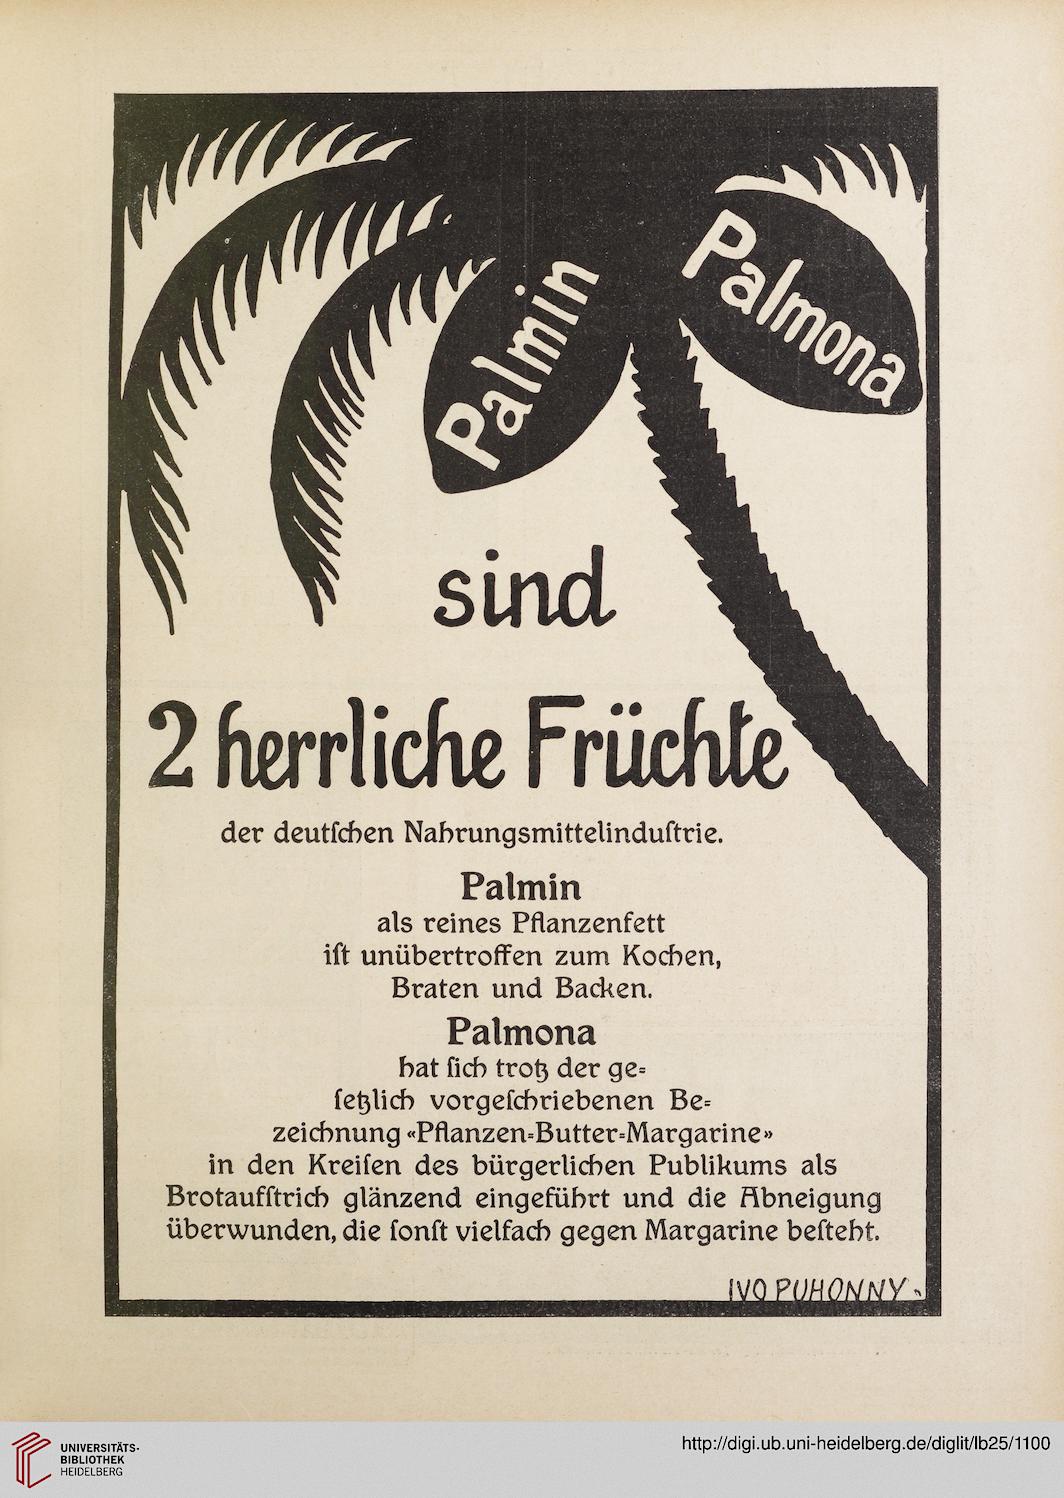 Palmin
Palmona
sind
2 herrliche Früchte
der deutſchen Nahrungsmittelinduſtrie.
Palmin
als reines Pflanzenfett
iſt unübertroffen zum Kochen,
Braten und Backen.
Palmona
hat ſich trotz der ge=
ſetzlich vorgeſchriebenen Be=
zeichnung «Pflanzen=Butter=Margarine»
in den Kreiſen des bürgerlichen Publikums als
Brotaufſtrich glänzend eingeführt und die Abneigung
überwunden, die ſonſt vielfach gegen Margarine beſteht.
IVO PUHONNY.
UNIVERSITÄTS-
BIBLIOTHEK
HEIDELBERG
http://digi.ub.uni-heidelberg.de/diglit/lb25/1100